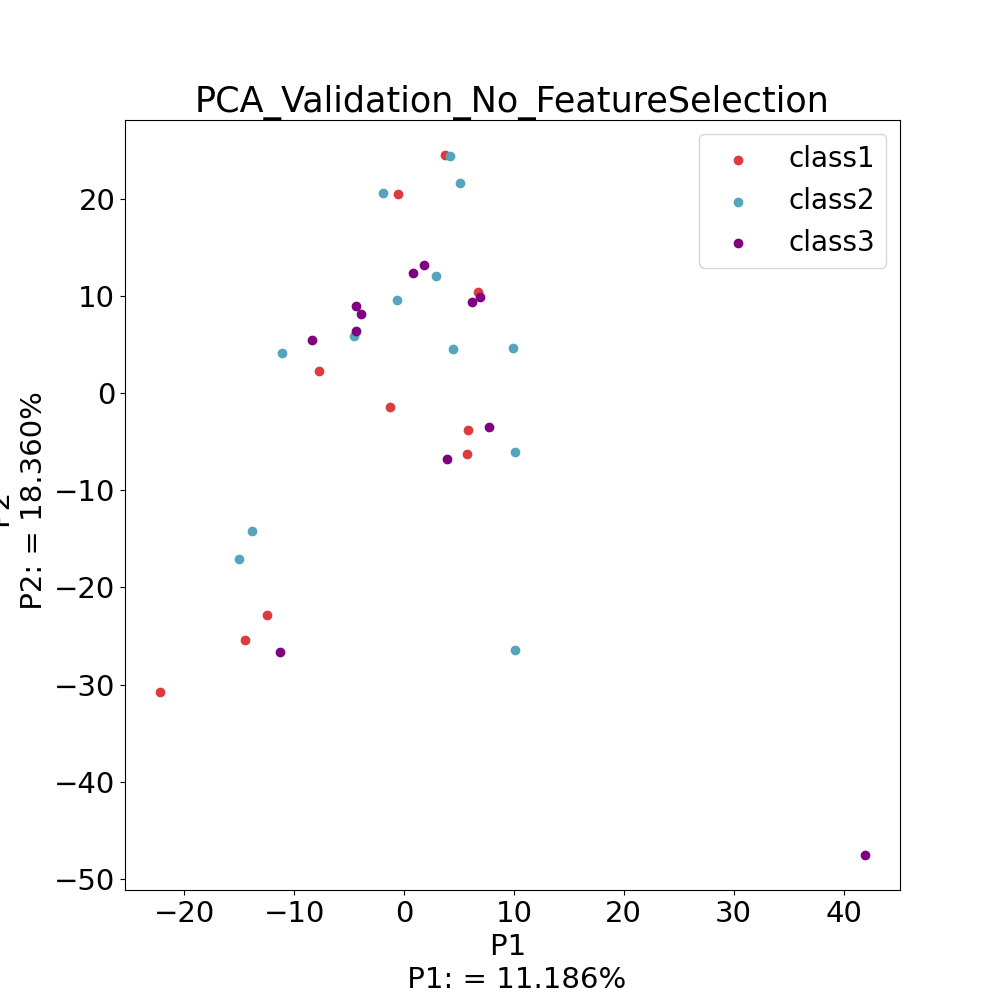 PCA_Validation_No_FeatureSelection
class1
class2
class3
20
10
0
−10
−20
−30
−40
−50
P2: = 18.360%
−20
−10
0
10
20
30
40
P1
P1: = 11.186%